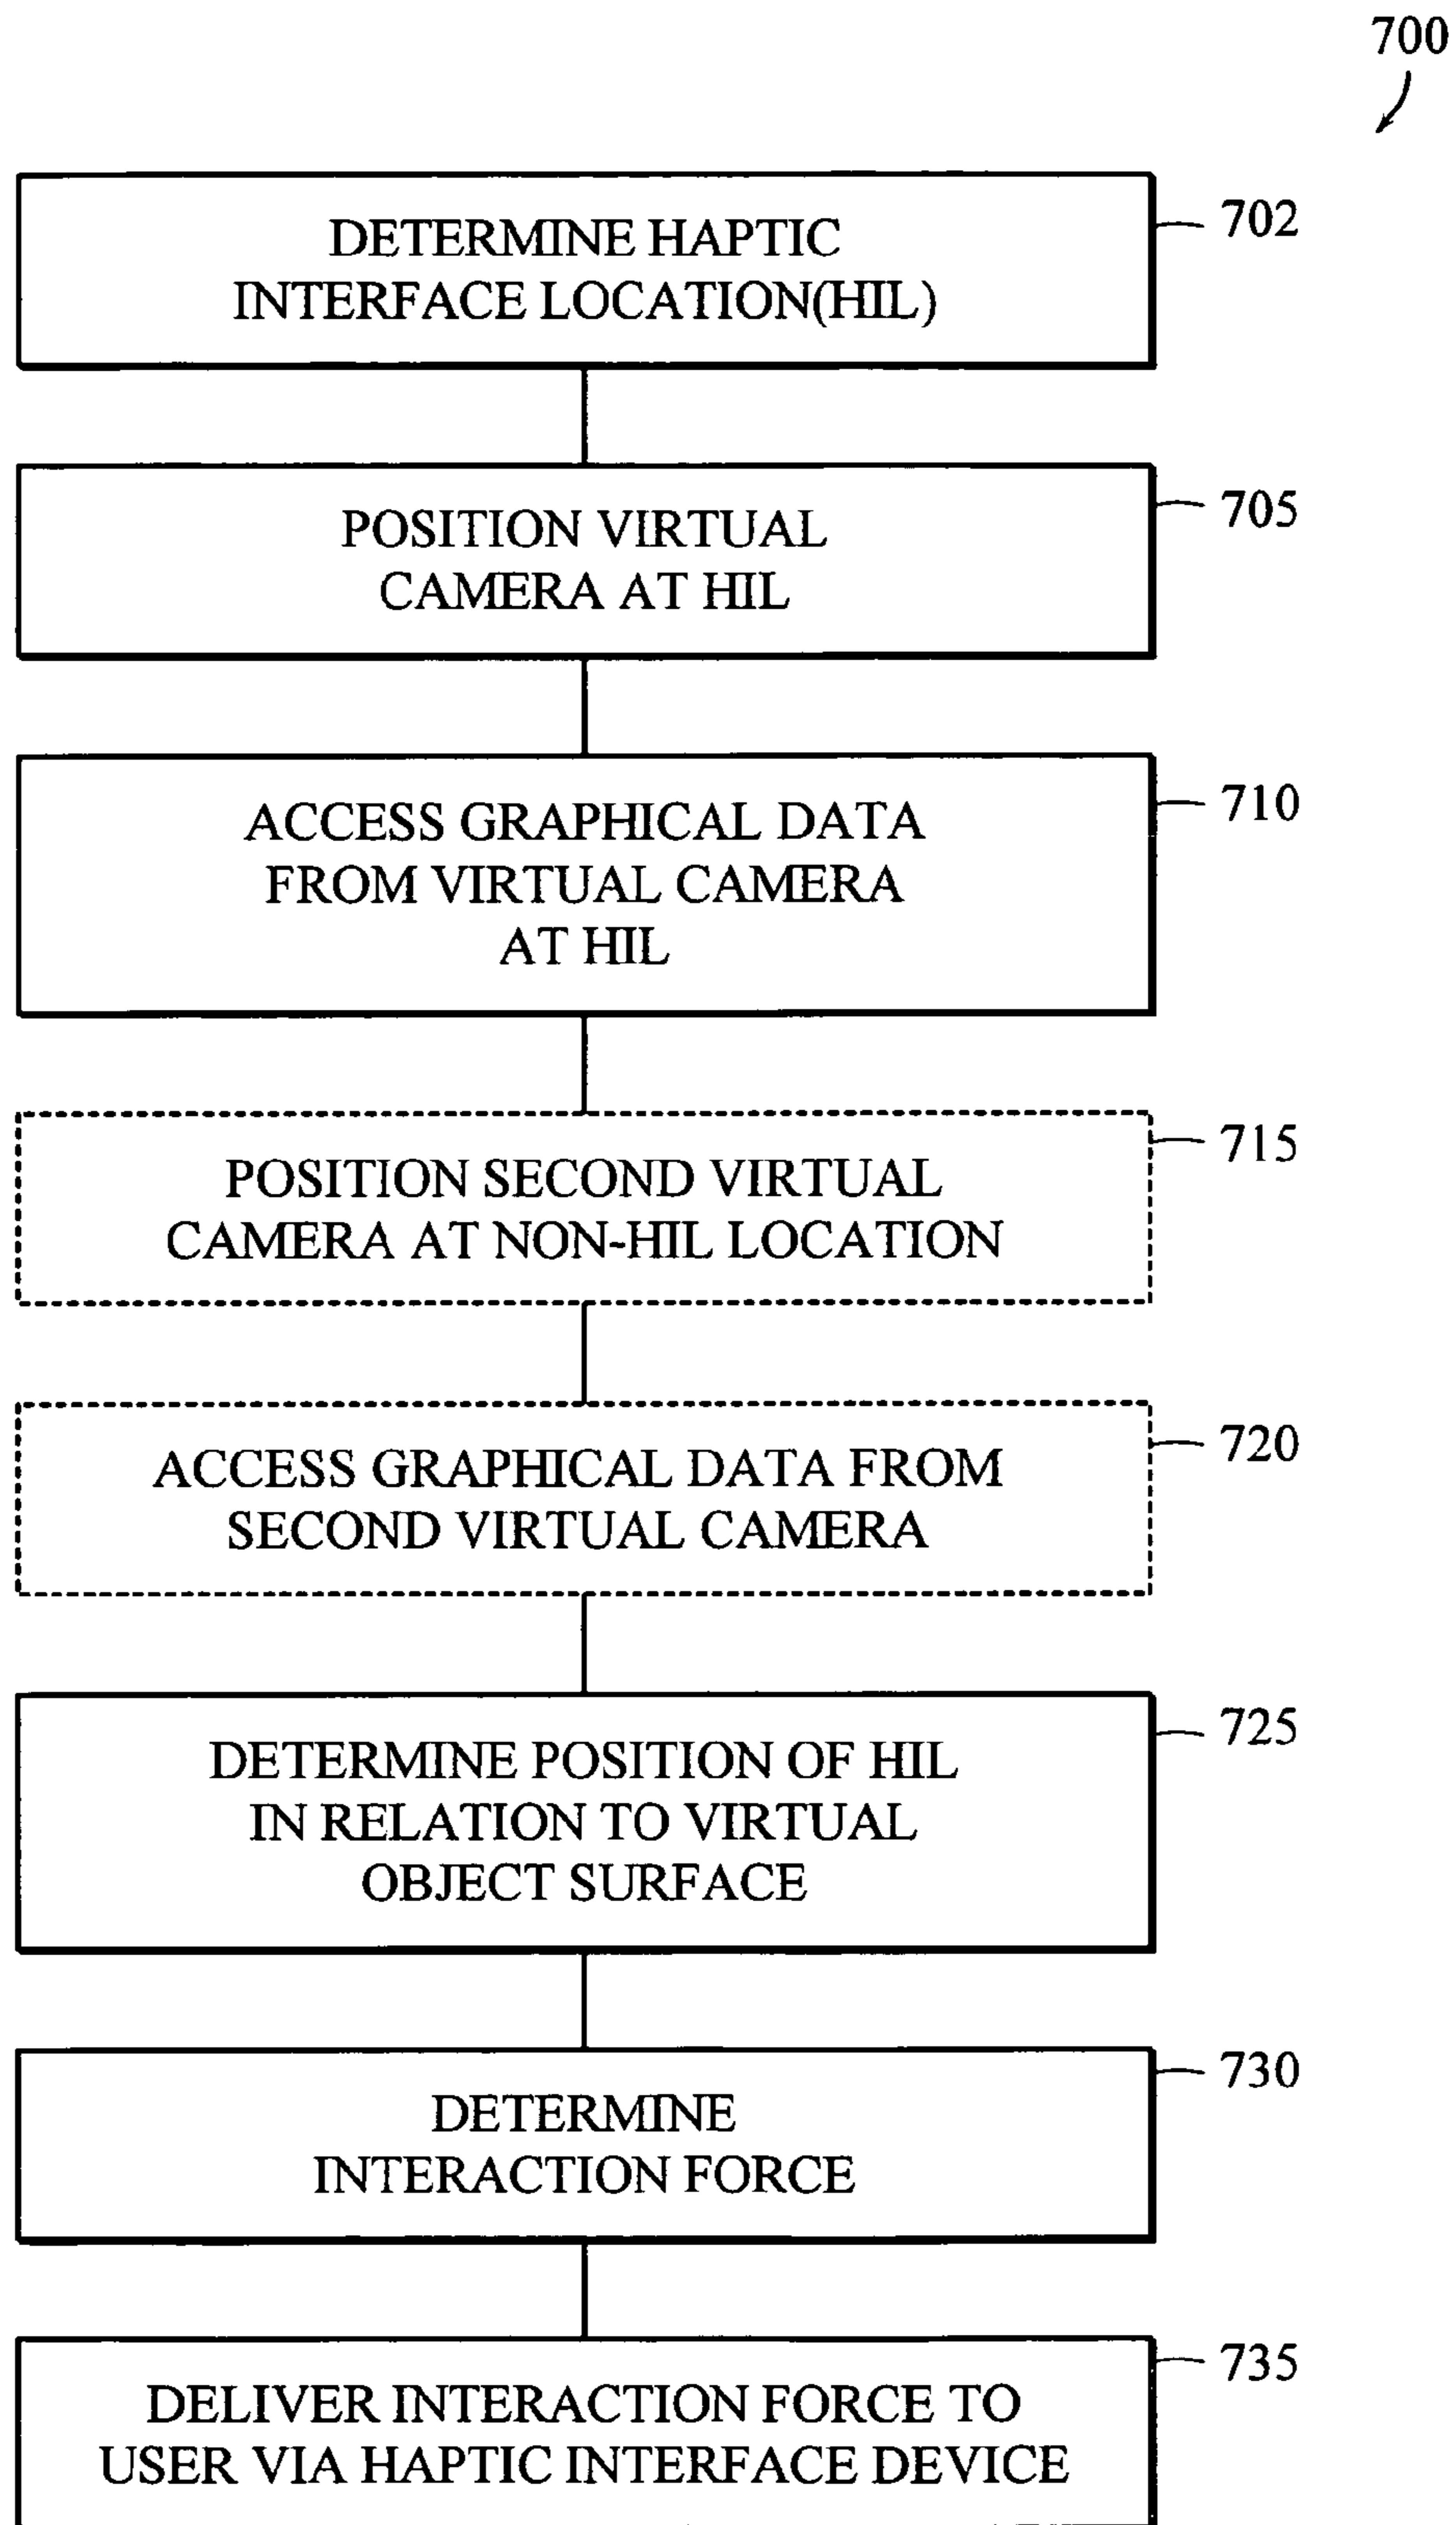 700
DETERMINE HAPTIC
INTERFACE LOCATION(HIL)
702
POSITION VIRTUAL
CAMERA AT HIL
705
ACCESS GRAPHICAL DATA
FROM VIRTUAL CAMERA
AT HIL
710
POSITION SECOND VIRTUAL
CAMERA AT NON-HIL LOCATION
715
ACCESS GRAPHICAL DATA FROM
SECOND VIRTUAL CAMERA
720
DETERMINE POSITION OF HIL
IN RELATION TO VIRTUAL
OBJECT SURFACE
725
DETERMINE
INTERACTION FORCE
730
DELIVER INTERACTION FORCE TO
USER VIA HAPTIC INTERFACE DEVICE
735